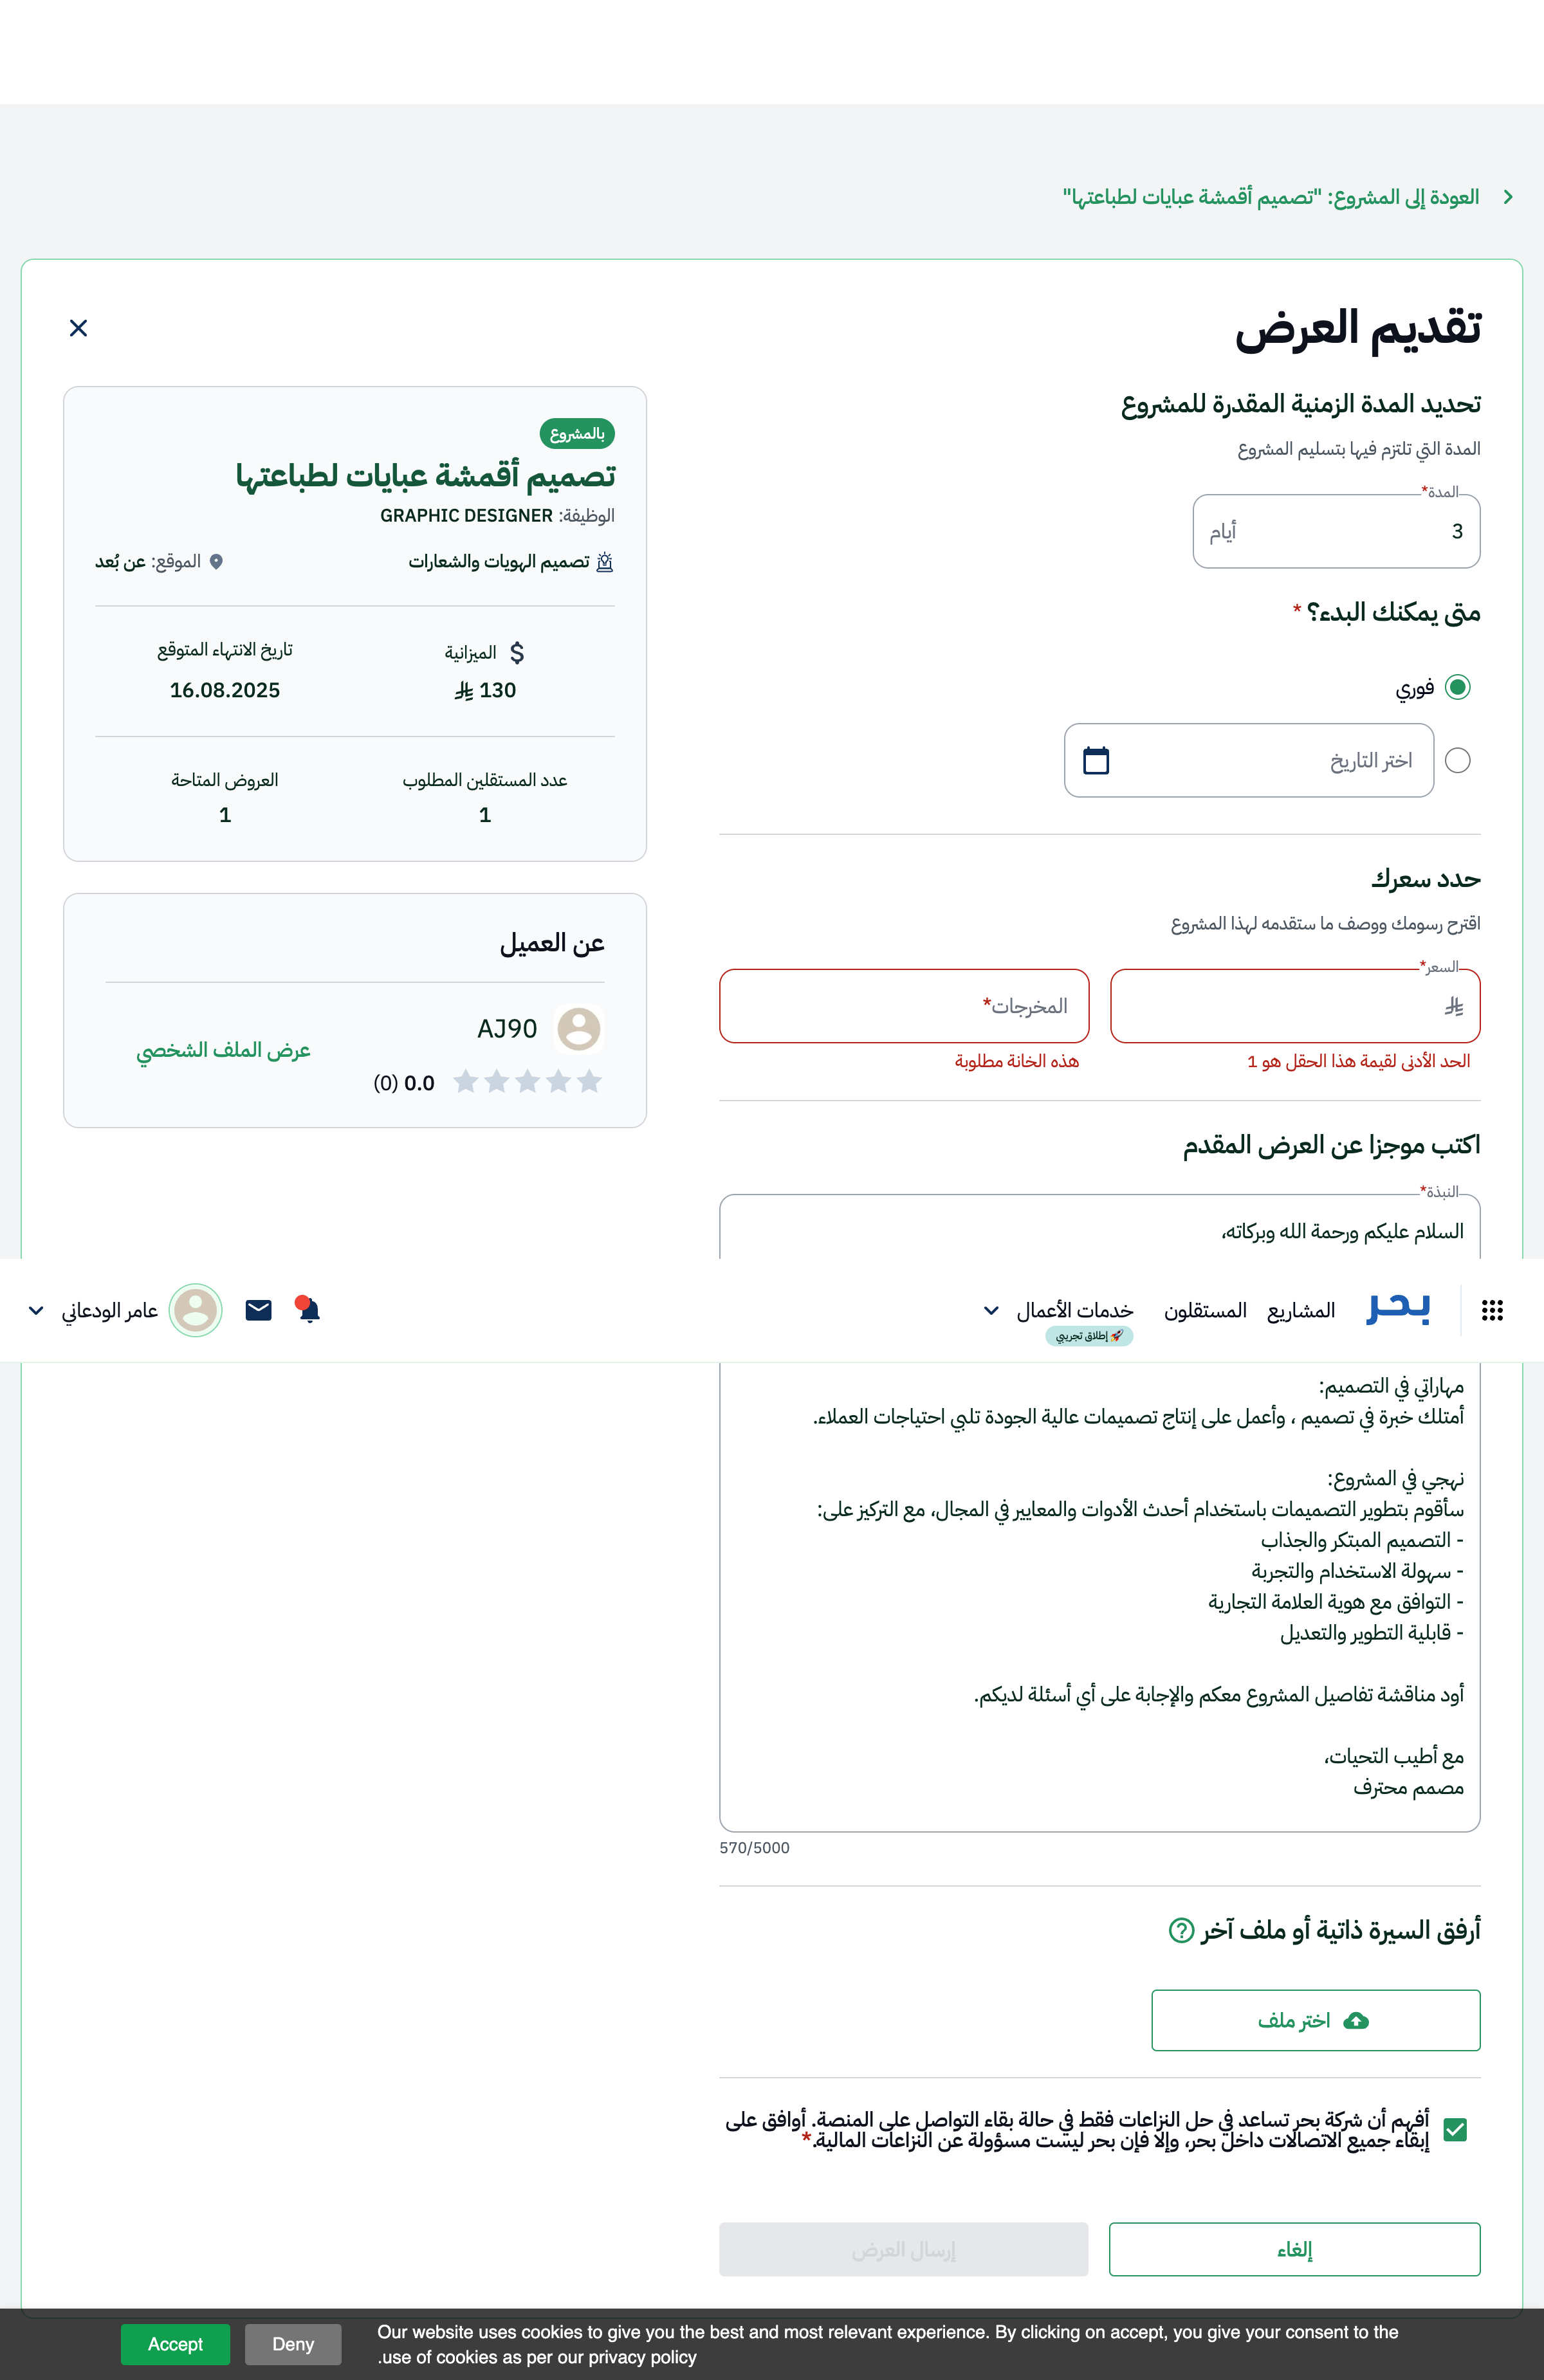 العودة إلى المشروع: "تصميم أقمشة عبايات لطباعتها"
تقديم العرض
تحديد المدة الزمنية المقدرة للمشروع
المدة التي تلتزم فيها بتسليم المشروع
المدة*
3
أيام
متى يمكنك البدء؟ *
فوري
اختر التاريخ
حدد سعرك
اقترح رسومك ووصف ما ستقدمه لهذا المشروع
السعر*
المخرجات*
الحد الأدنى لقيمة هذا الحقل هو 1
هذه الخانة مطلوبة
اكتب موجزا عن العرض المقدم
النبذة*
السلام عليكم ورحمة الله وبركاته،
بالمشروع
تصميم أقمشة عبايات لطباعتها
الوظيفة: GRAPHIC DESIGNER
تصميم الهويات والشعارات
الموقع: عن بُعد
الميزانية
130
تاريخ الانتهاء المتوقع
16.08.2025
عدد المستقلين المطلوب
1
العروض المتاحة
1
عن العميل
AJ90
0.0 (0)
عرض الملف الشخصي
بحر
المشاريع
المستقلون
خدمات الأعمال
🚀 إطلاق تجريبي
عامر الودعاني
مهاراتي في التصميم:
أمتلك خبرة في تصميم ، وأعمل على إنتاج تصميمات عالية الجودة تلبي احتياجات العملاء.
نهجي في المشروع:
سأقوم بتطوير التصميمات باستخدام أحدث الأدوات والمعايير في المجال، مع التركيز على:
- التصميم المبتكر والجذاب
- سهولة الاستخدام والتجربة
- التوافق مع هوية العلامة التجارية
- قابلية التطوير والتعديل
أود مناقشة تفاصيل المشروع معكم والإجابة على أي أسئلة لديكم.
مع أطيب التحيات،
مصمم محترف
570/5000
أرفق السيرة ذاتية أو ملف آخر
اختر ملف
أفهم أن شركة بحر تساعد في حل النزاعات فقط في حالة بقاء التواصل على المنصة. أوافق على
إبقاء جميع الاتصالات داخل بحر، وإلا فإن بحر ليست مسؤولة عن النزاعات المالية.*
إلغاء
إرسال العرض
Our website uses cookies to give you the best and most relevant experience. By clicking on accept, you give your consent to the
.use of cookies as per our privacy policy
Deny
Accept